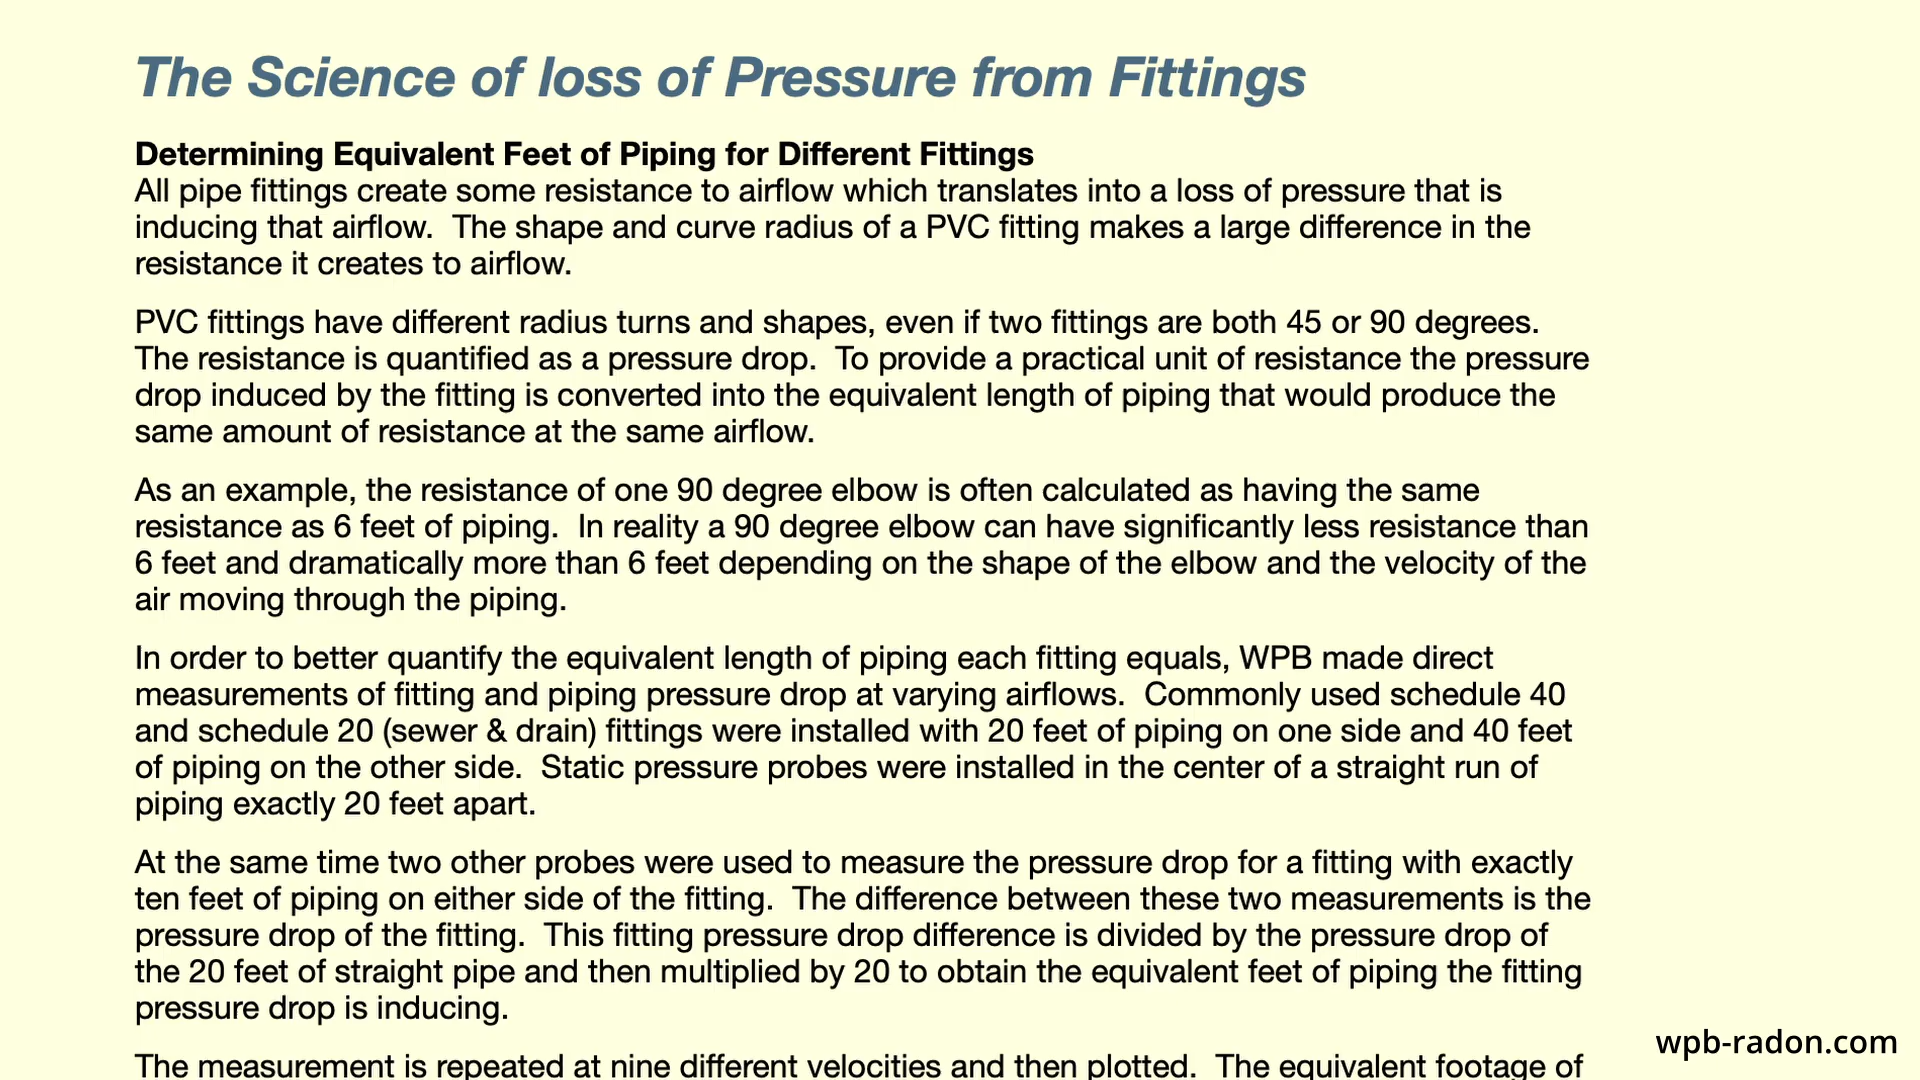 The Science of loss of Pressure from Fittings
Determining Equivalent Feet of Piping for Different Fittings
All pipe fittings create some resistance to airflow which translates into a loss of pressure that is
inducing that airflow.  The shape and curve radius of a PVC fitting makes a large difference in the
resistance it creates to airflow.
PVC fittings have different radius turns and shapes, even if two fittings are both 45 or 90 degrees.
The resistance is quantified as a pressure drop.  To provide a practical unit of resistance the pressure
drop induced by the fitting is converted into the equivalent length of piping that would produce the
same amount of resistance at the same airflow.
As an example, the resistance of one 90 degree elbow is often calculated as having the same
resistance as 6 feet of piping.  In reality a 90 degree elbow can have significantly less resistance than
6 feet and dramatically more than 6 feet depending on the shape of the elbow and the velocity of the
air moving through the piping.
In order to better quantify the equivalent length of piping each fitting equals, WPB made direct
measurements of fitting and piping pressure drop at varying airflows.  Commonly used schedule 40
and schedule 20 (sewer & drain) fittings were installed with 20 feet of piping on one side and 40 feet
of piping on the other side.  Static pressure probes were installed in the center of a straight run of
piping exactly 20 feet apart.
At the same time two other probes were used to measure the pressure drop for a fitting with exactly
ten feet of piping on either side of the fitting.  The difference between these two measurements is the
pressure drop of the fitting.  This fitting pressure drop difference is divided by the pressure drop of
the 20 feet of straight pipe and then multiplied by 20 to obtain the equivalent feet of piping the fitting
pressure drop is inducing.
The measurement is repeated at nine different velocities and then plotted.  The equivalent footage of
wpb-radon.com